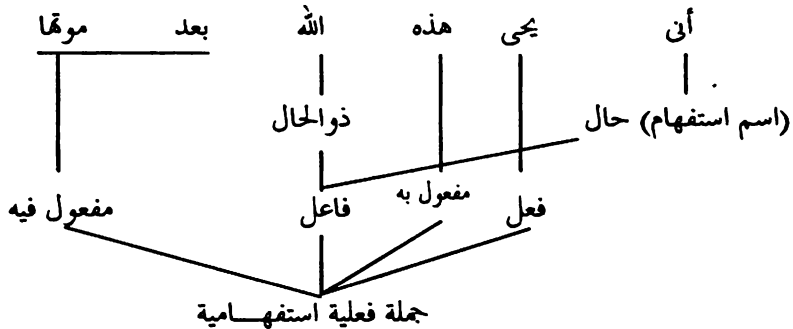 أنى يحى هذه الله بعد موتها
(اسم استفهام) حال ذوالحال
فعل مفعول به فاعل مفعول فيه
جملة فعلية استفهامية